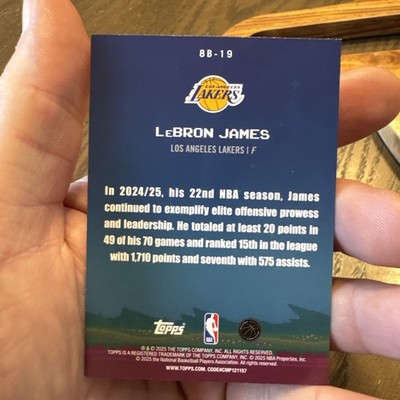 8B-19
LOS ANGELES
LAKERS
LEBRON JAMES
LOS ANGELES LAKERS | F
In 2024/25, his 22nd NBA season, James
continued to exemplify elite offensive prowess
and leadership. He totaled at least 20 points in
49 of his 70 games and ranked 15th in the league
with 1,710 points and seventh with 575 assists.
Topps
NBA
® & © 2025 THE TOPPS COMPANY, INC. ALL RIGHTS RESERVED.
TOPPS IS A REGISTERED TRADEMARK OF THE TOPPS COMPANY, INC. © 2025 NBA Properties, Inc.
© 2025 the National Basketball Players Association. All rights reserved.
WWW.TOPPS.COM. CODE#CMP121157